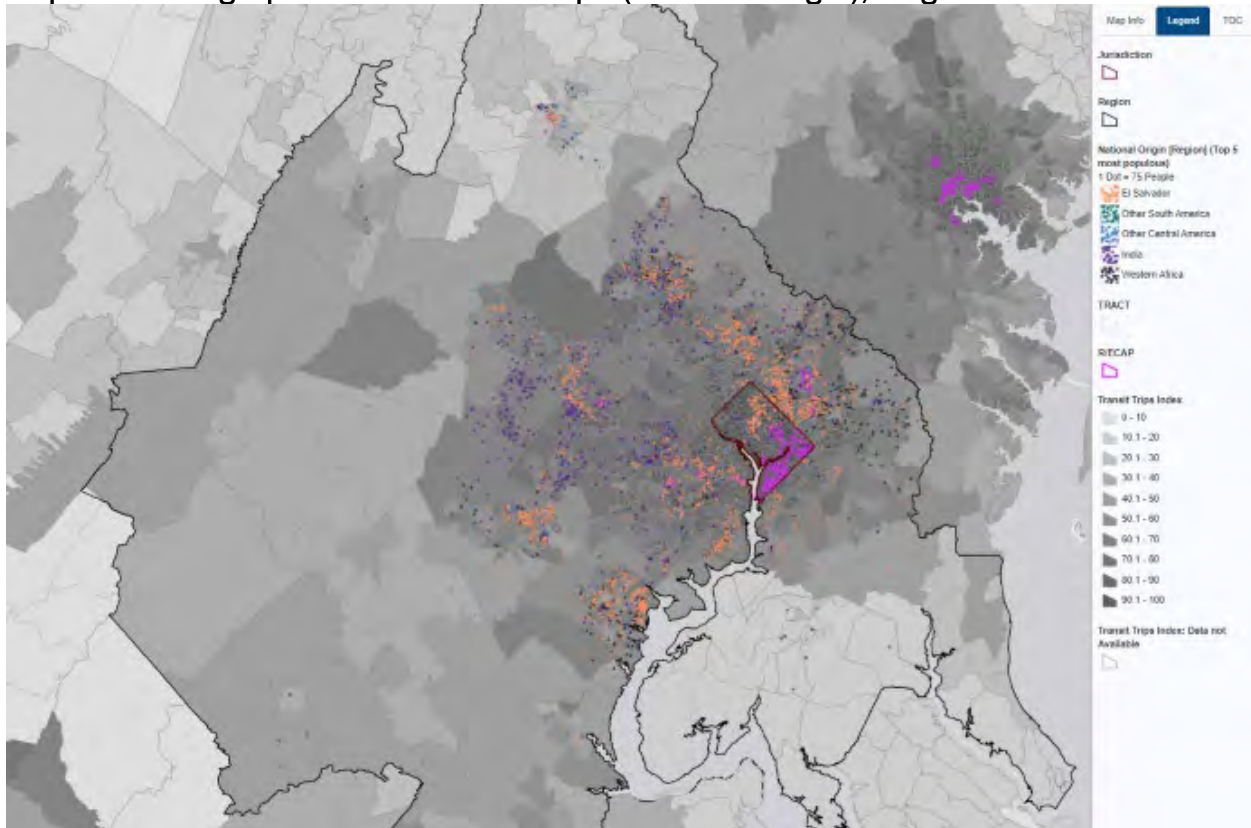 Map Info Legend TOC
Jurisdiction
Region
National Origin [Region] (Top 5
most populous)
1 Dot = 75 People
El Salvador
Other South America
Other Central America
India
Western Africa
TRACT
R/ECAP
Transit Trips Index
0 - 10
10.1 - 20
20.1 - 30
30.1 - 40
40.1 - 50
50.1 - 60
60.1 - 70
70.1 - 80
80.1 - 90
90.1 - 100
Transit Trips Index: Data not
Available